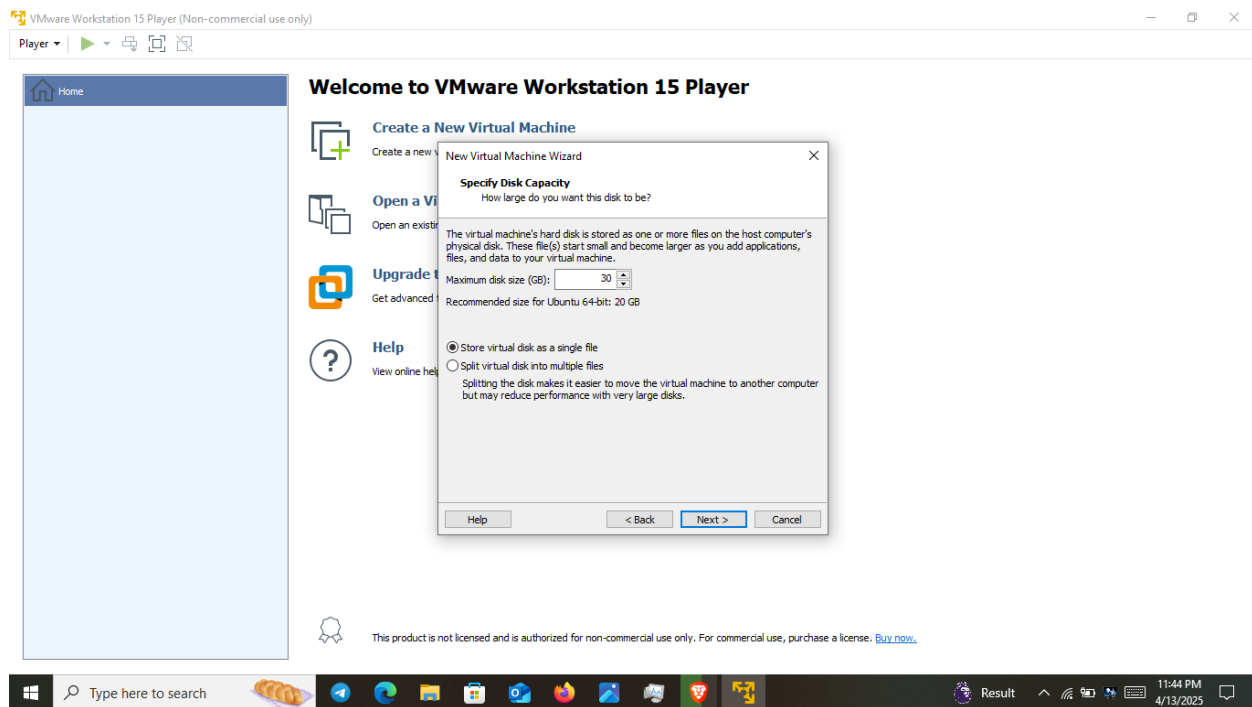 VMware Workstation 15 Player (Non-commercial use only)
Player
Home
Welcome to VMware Workstation 15 Player
Create a New Virtual Machine
Create a new
Open a Vi
Open an existin
Upgrade t
Get advanced
Help
View online help
New Virtual Machine Wizard
Specify Disk Capacity
How large do you want this disk to be?
The virtual machine's hard disk is stored as one or more files on the host computer's
physical disk. These file(s) start small and become larger as you add applications,
files, and data to your virtual machine.
Maximum disk size (GB): 30
Recommended size for Ubuntu 64-bit: 20 GB
Store virtual disk as a single file
Split virtual disk into multiple files
Splitting the disk makes it easier to move the virtual machine to another computer
but may reduce performance with very large disks.
Help < Back Next > Cancel
This product is not licensed and is authorized for non-commercial use only. For commercial use, purchase a license. Buy now.
Type here to search
Result
11:44 PM
4/13/2025